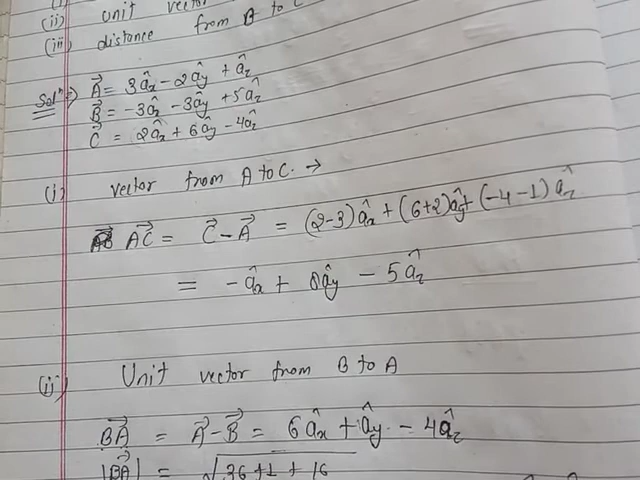 (ii) Unit vector
(iii) distance from B to C
Solⁿ:→ A⃗ = 3âx - 2ây + âz
B⃗ = -3âx - 3ây + 5âz
C⃗ = 2âx + 6ây - 4âz
(i) vector from A to C. →
AC⃗ = C⃗ - A⃗ = (2-3)âx + (6+2)ây + (-4-1)âz
= -âx + 8ây - 5âz
(ii) Unit vector from B to A
BA⃗ = A⃗ - B⃗ = 6âx + ây - 4âz
|BA⃗| = √36+1+16